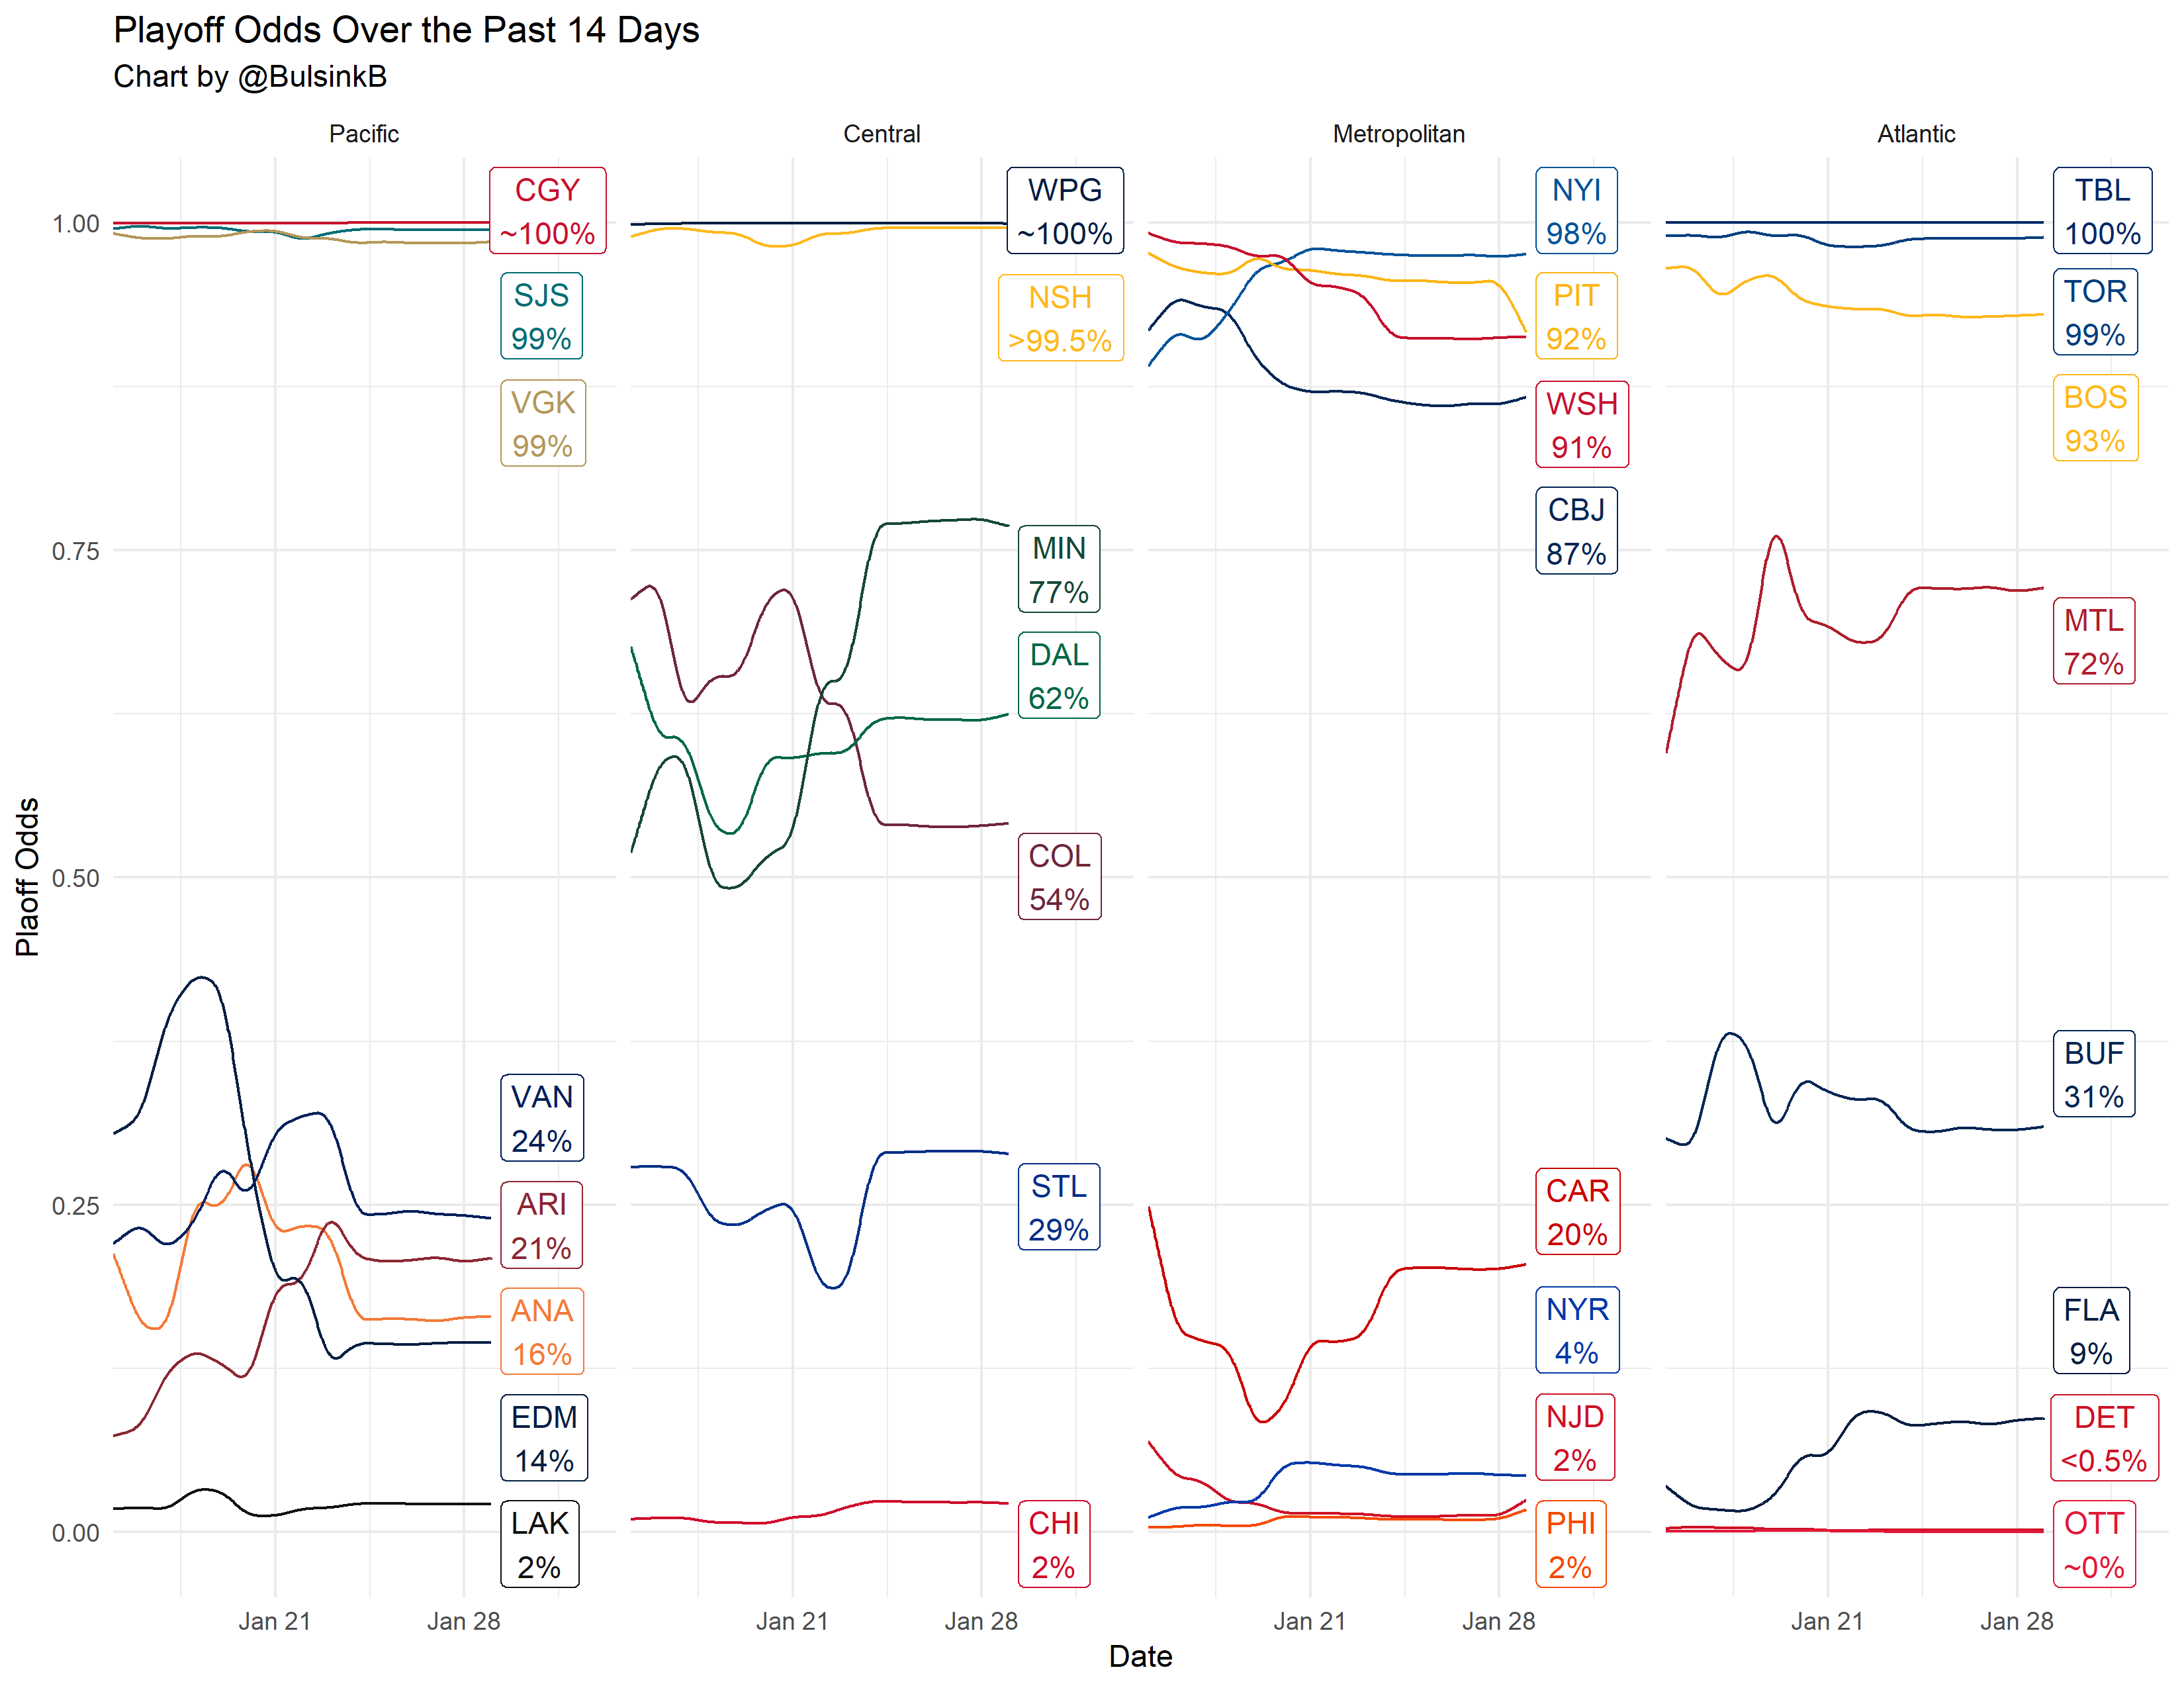 Playoff Odds Over the Past 14 Days
Chart by @BulsinkB
Pacific
Central
Metropolitan
Atlantic
Plaoff Odds
1.00
0.75
0.50
0.25
0.00
CGY
~100%
SJS
99%
VGK
99%
VAN
24%
ARI
21%
ANA
16%
EDM
14%
LAK
2%
WPG
~100%
NSH
>99.5%
MIN
77%
DAL
62%
COL
54%
STL
29%
CHI
2%
NYI
98%
PIT
92%
WSH
91%
CBJ
87%
CAR
20%
NYR
4%
NJD
2%
PHI
2%
TBL
100%
TOR
99%
BOS
93%
MTL
72%
BUF
31%
FLA
9%
DET
<0.5%
OTT
~0%
Jan 21
Jan 28
Jan 21
Jan 28
Jan 21
Jan 28
Jan 21
Jan 28
Date